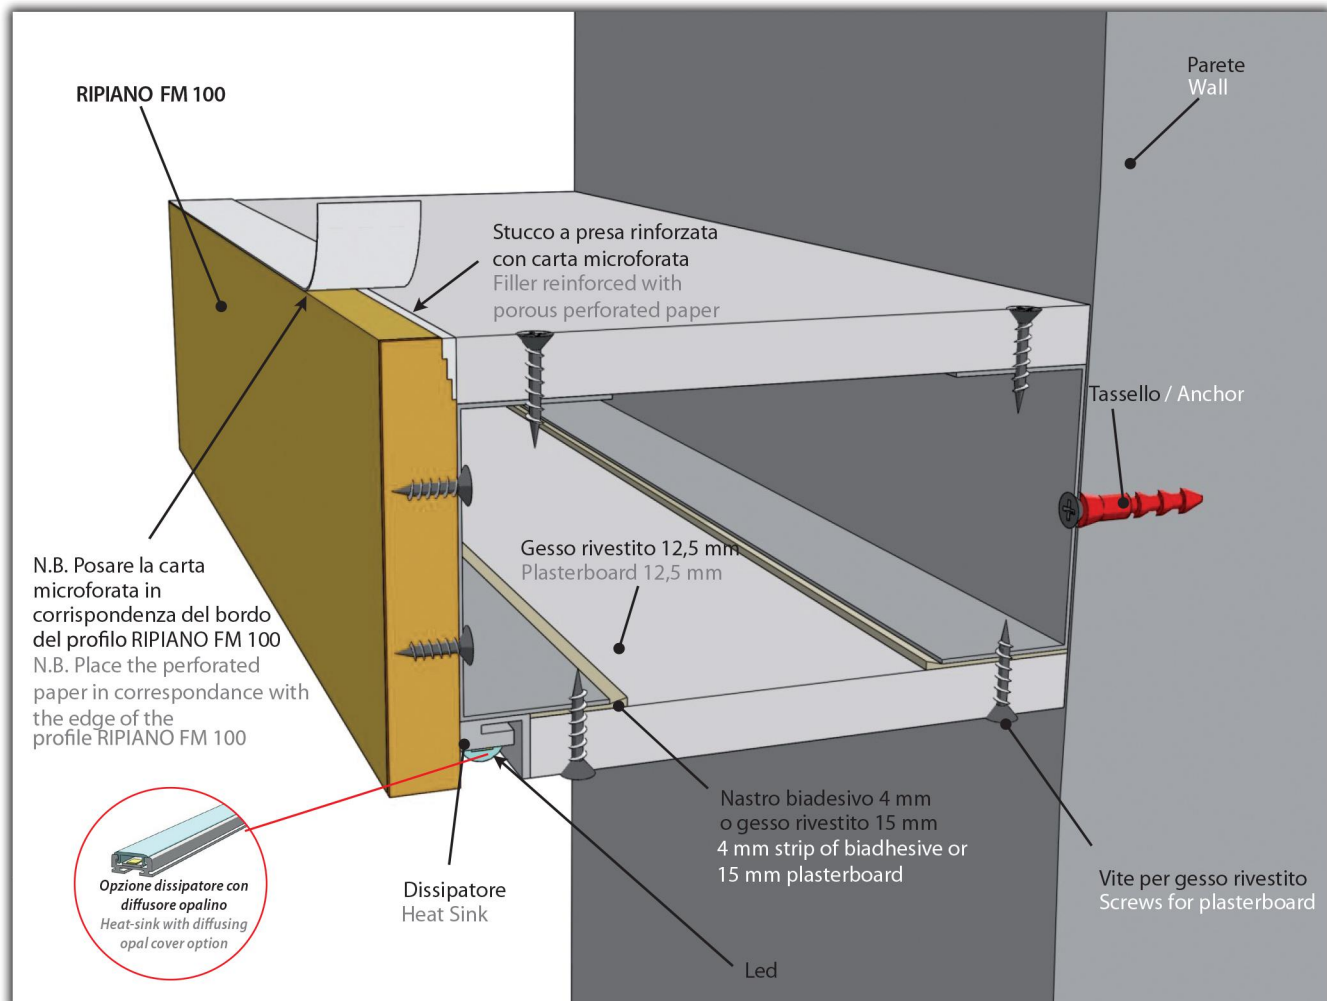 RIPIANO FM 100
Parete
Wall
Stucco a presa rinforzata
con carta microforata
Filler reinforced with
porous perforated paper
Tassello / Anchor
Gesso rivestito 12,5 mm
Plasterboard 12,5 mm
N.B. Posare la carta
microforata in
corrispondenza del bordo
del profilo RIPIANO FM 100
N.B. Place the perforated
paper in correspondance with
the edge of the
profile RIPIANO FM 100
Nastro biadesivo 4 mm
o gesso rivestito 15 mm
4 mm strip of biadhesive or
15 mm plasterboard
Vite per gesso rivestito
Screws for plasterboard
Dissipatore
Heat Sink
Opzione dissipatore con
diffusore opalino
Heat-sink with diffusing
opal cover option
Led